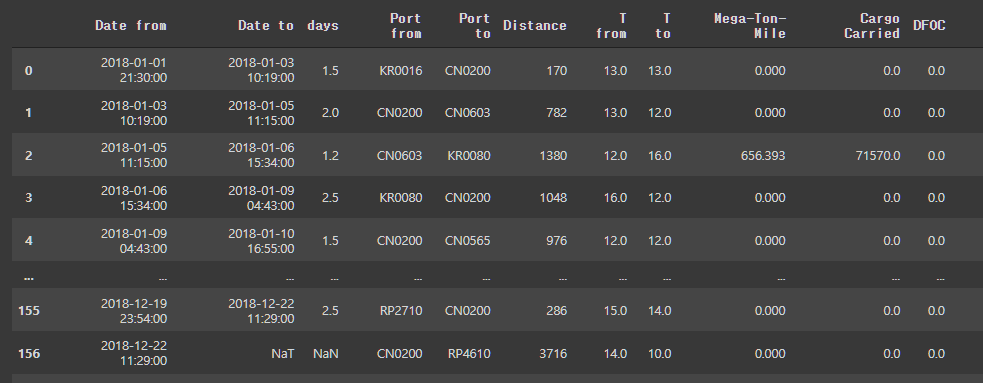 Date from Date to days Port from Port to Distance T from T to Mega-Ton-Mile Cargo Carried DFOC
0 2018-01-01 21:30:00 2018-01-03 10:19:00 1.5 KR0016 CN0200 170 13.0 13.0 0.000 0.0 0.0
1 2018-01-03 10:19:00 2018-01-05 11:15:00 2.0 CN0200 CN0603 782 13.0 12.0 0.000 0.0 0.0
2 2018-01-05 11:15:00 2018-01-06 15:34:00 1.2 CN0603 KR0080 1380 12.0 16.0 656.393 71570.0 0.0
3 2018-01-06 15:34:00 2018-01-09 04:43:00 2.5 KR0080 CN0200 1048 16.0 12.0 0.000 0.0 0.0
4 2018-01-09 04:43:00 2018-01-10 16:55:00 1.5 CN0200 CN0565 976 12.0 12.0 0.000 0.0 0.0
... ... ... ... ... ... ... ... ... ... ... ...
155 2018-12-19 23:54:00 2018-12-22 11:29:00 2.5 RP2710 CN0200 286 15.0 14.0 0.000 0.0 0.0
156 2018-12-22 11:29:00 NaT NaN CN0200 RP4610 3716 14.0 10.0 0.000 0.0 0.0